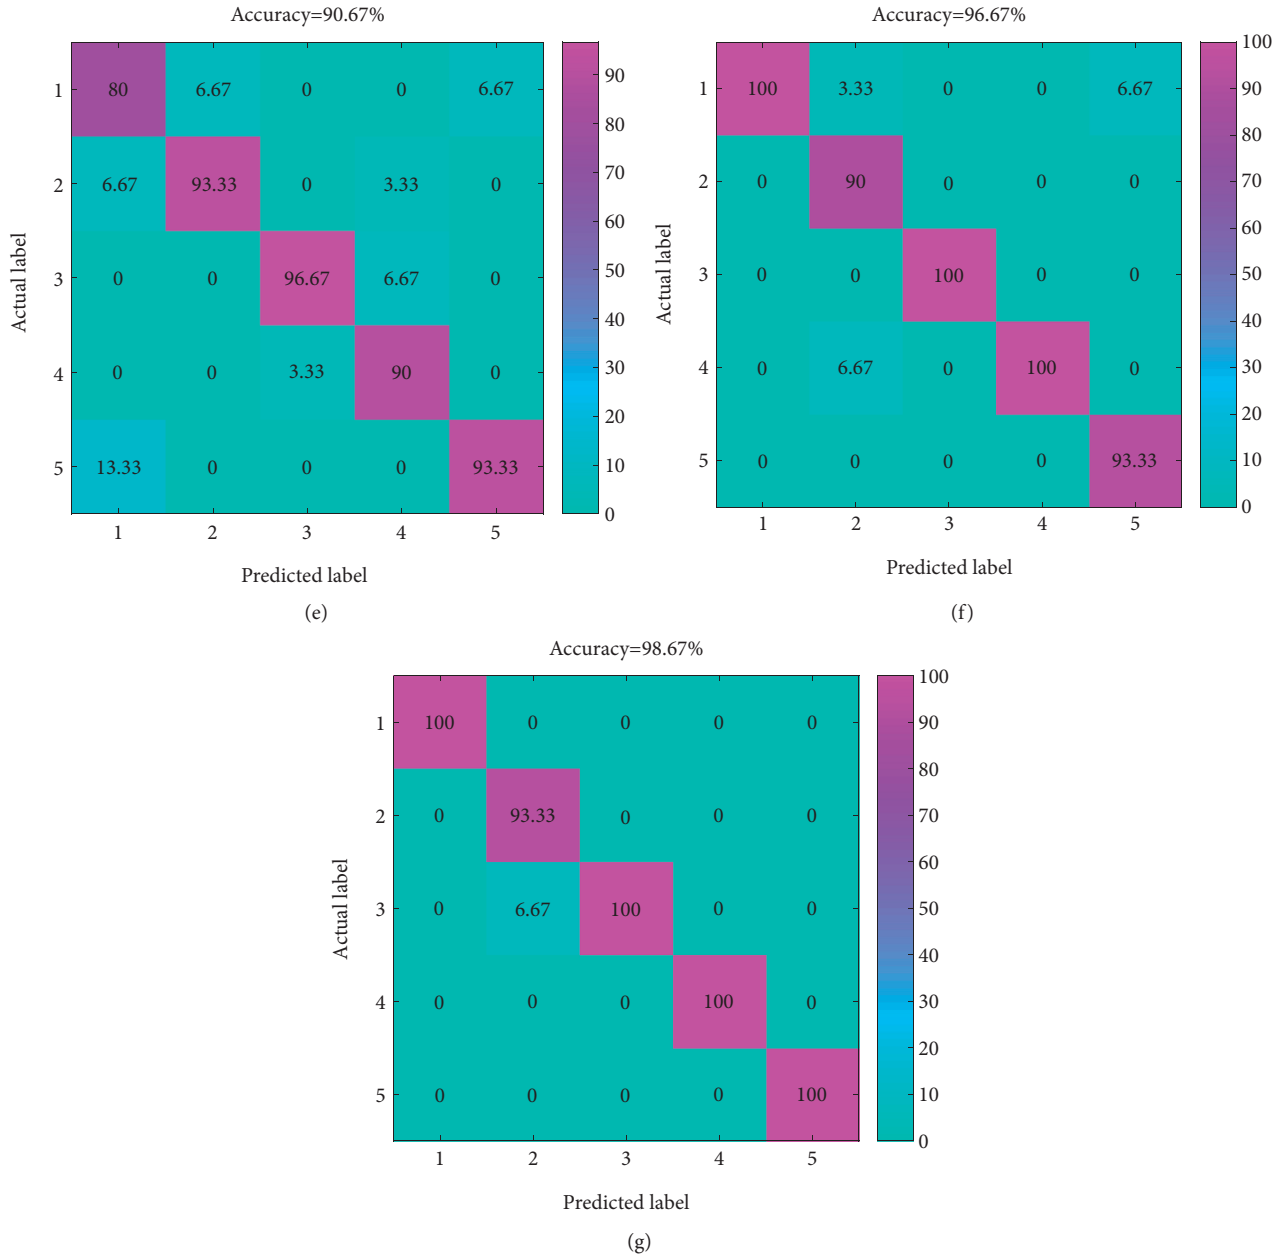 Accuracy=90.67%
1 80 6.67 0 0 6.67
2 6.67 93.33 0 3.33 0
3 0 0 96.67 6.67 0
4 0 0 3.33 90 0
5 13.33 0 0 0 93.33
1 2 3 4 5
Predicted label
Actual label
90
80
70
60
50
40
30
20
10
0
(e)
Accuracy=96.67%
1 100 3.33 0 0 6.67
2 0 90 0 0 0
3 0 0 100 0 0
4 0 6.67 0 100 0
5 0 0 0 0 93.33
1 2 3 4 5
Predicted label
Actual label
100
90
80
70
60
50
40
30
20
10
0
(f)
Accuracy=98.67%
1 100 0 0 0 0
2 0 93.33 0 0 0
3 0 6.67 100 0 0
4 0 0 0 100 0
5 0 0 0 0 100
1 2 3 4 5
Predicted label
Actual label
100
90
80
70
60
50
40
30
20
10
0
(g)